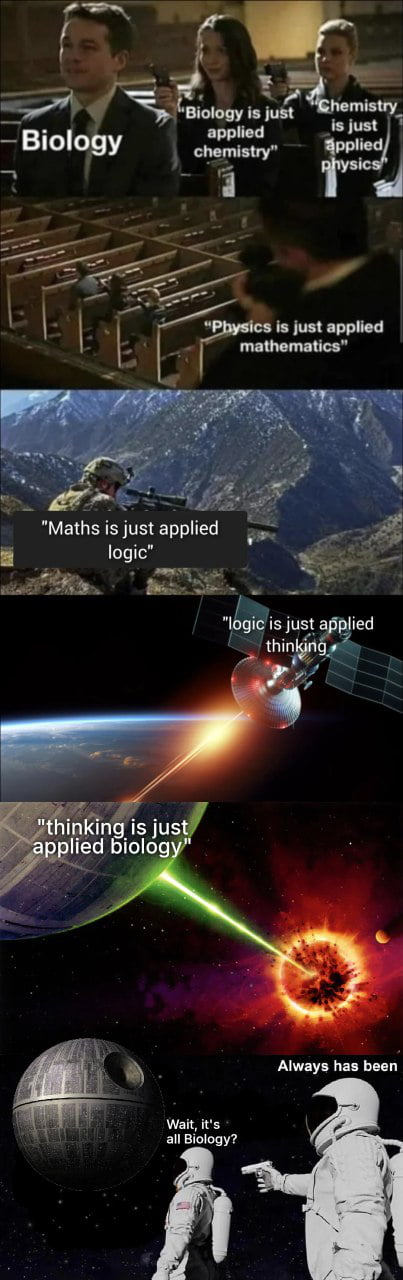 Biology
"Biology is just
applied
chemistry"
"Chemistry
is just
applied
physics"
"Physics is just applied
mathematics"
"Maths is just applied
logic"
"logic is just applied
thinking
"thinking is just
applied biology"
Always has been
Wait, it's
all Biology?